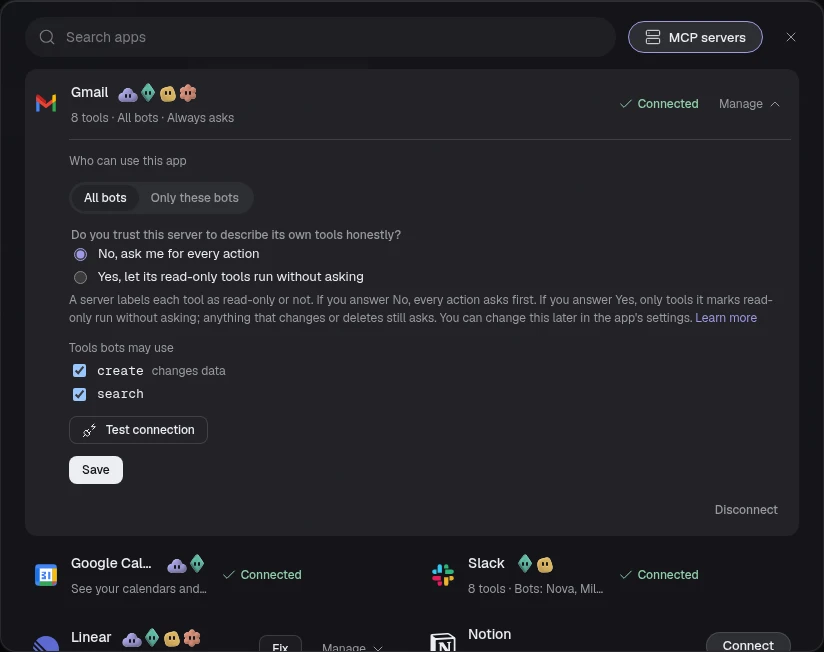 Search apps
MCP servers
Gmail
8 tools · All bots · Always asks
Connected
Manage
Who can use this app
All bots
Only these bots
Do you trust this server to describe its own tools honestly?
No, ask me for every action
Yes, let its read-only tools run without asking
A server labels each tool as read-only or not. If you answer No, every action asks first. If you answer Yes, only tools it marks read-
only run without asking; anything that changes or deletes still asks. You can change this later in the app's settings. Learn more
Tools bots may use
create changes data
search
Test connection
Save
Disconnect
Google Cal...
See your calendars and...
Connected
Slack
8 tools · Bots: Nova, Mil...
Connected
Linear
Fix
Manage
Notion
Connect